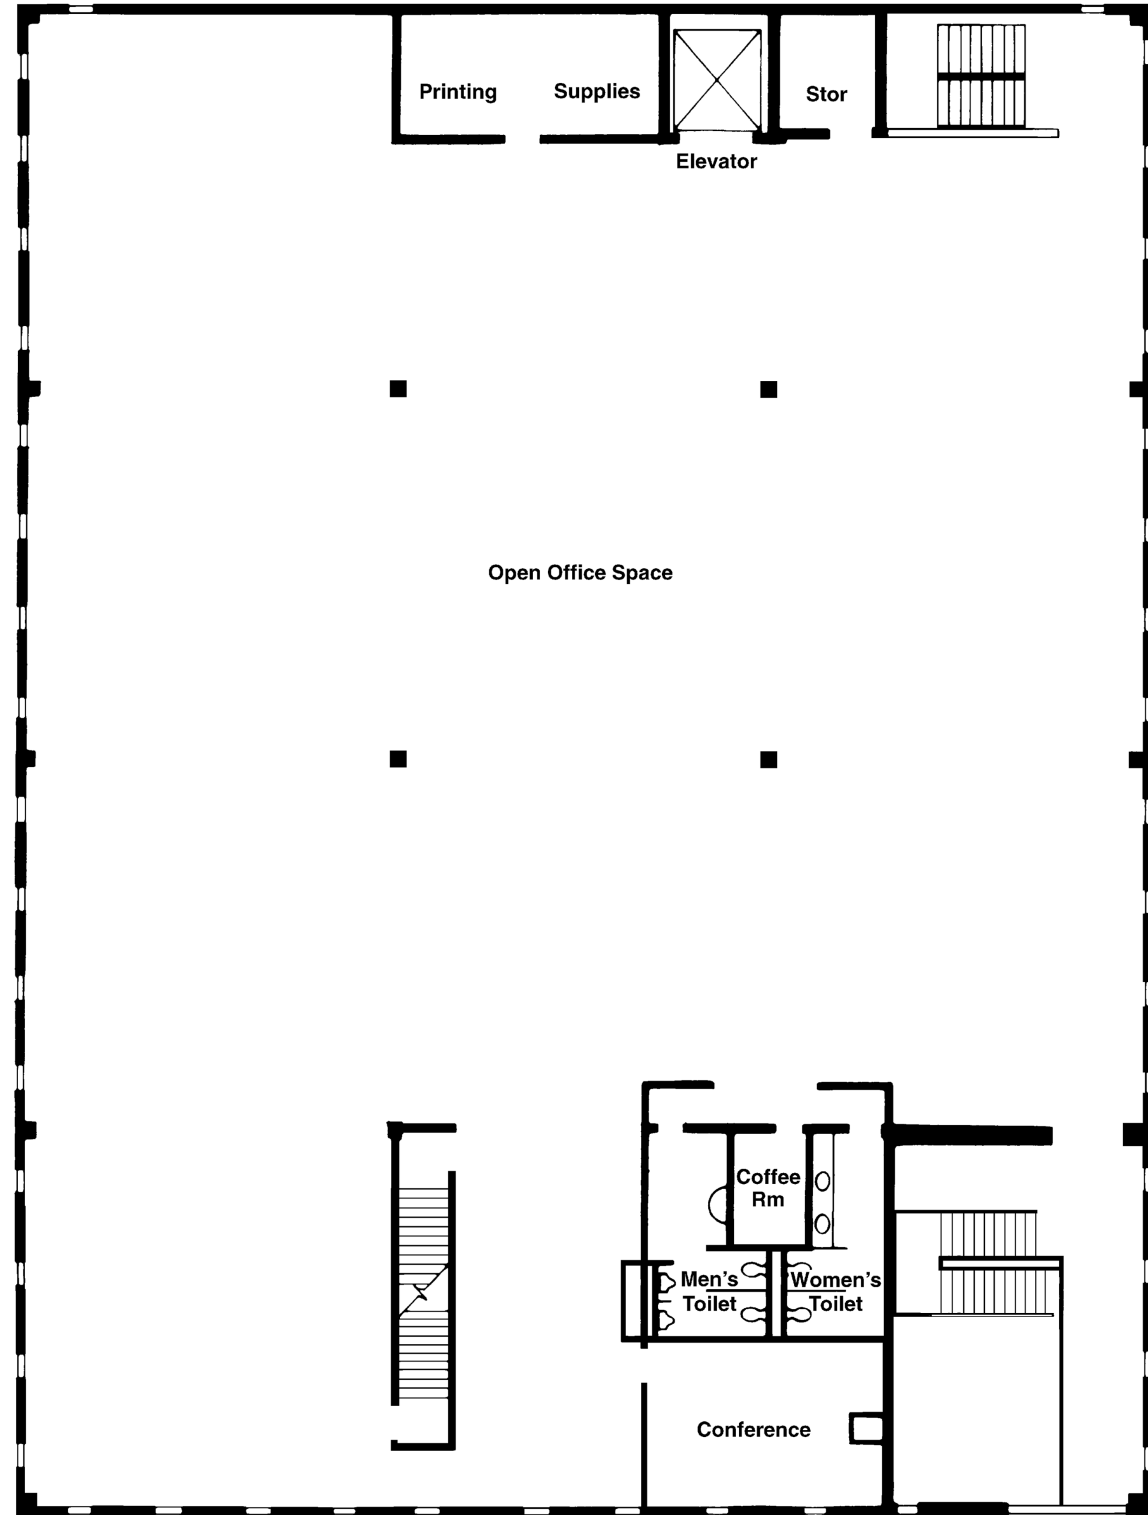 Printing
Supplies
Stor
Elevator
Open Office Space
Coffee
Rm
Men's
Toilet
Women's
Toilet
Conference